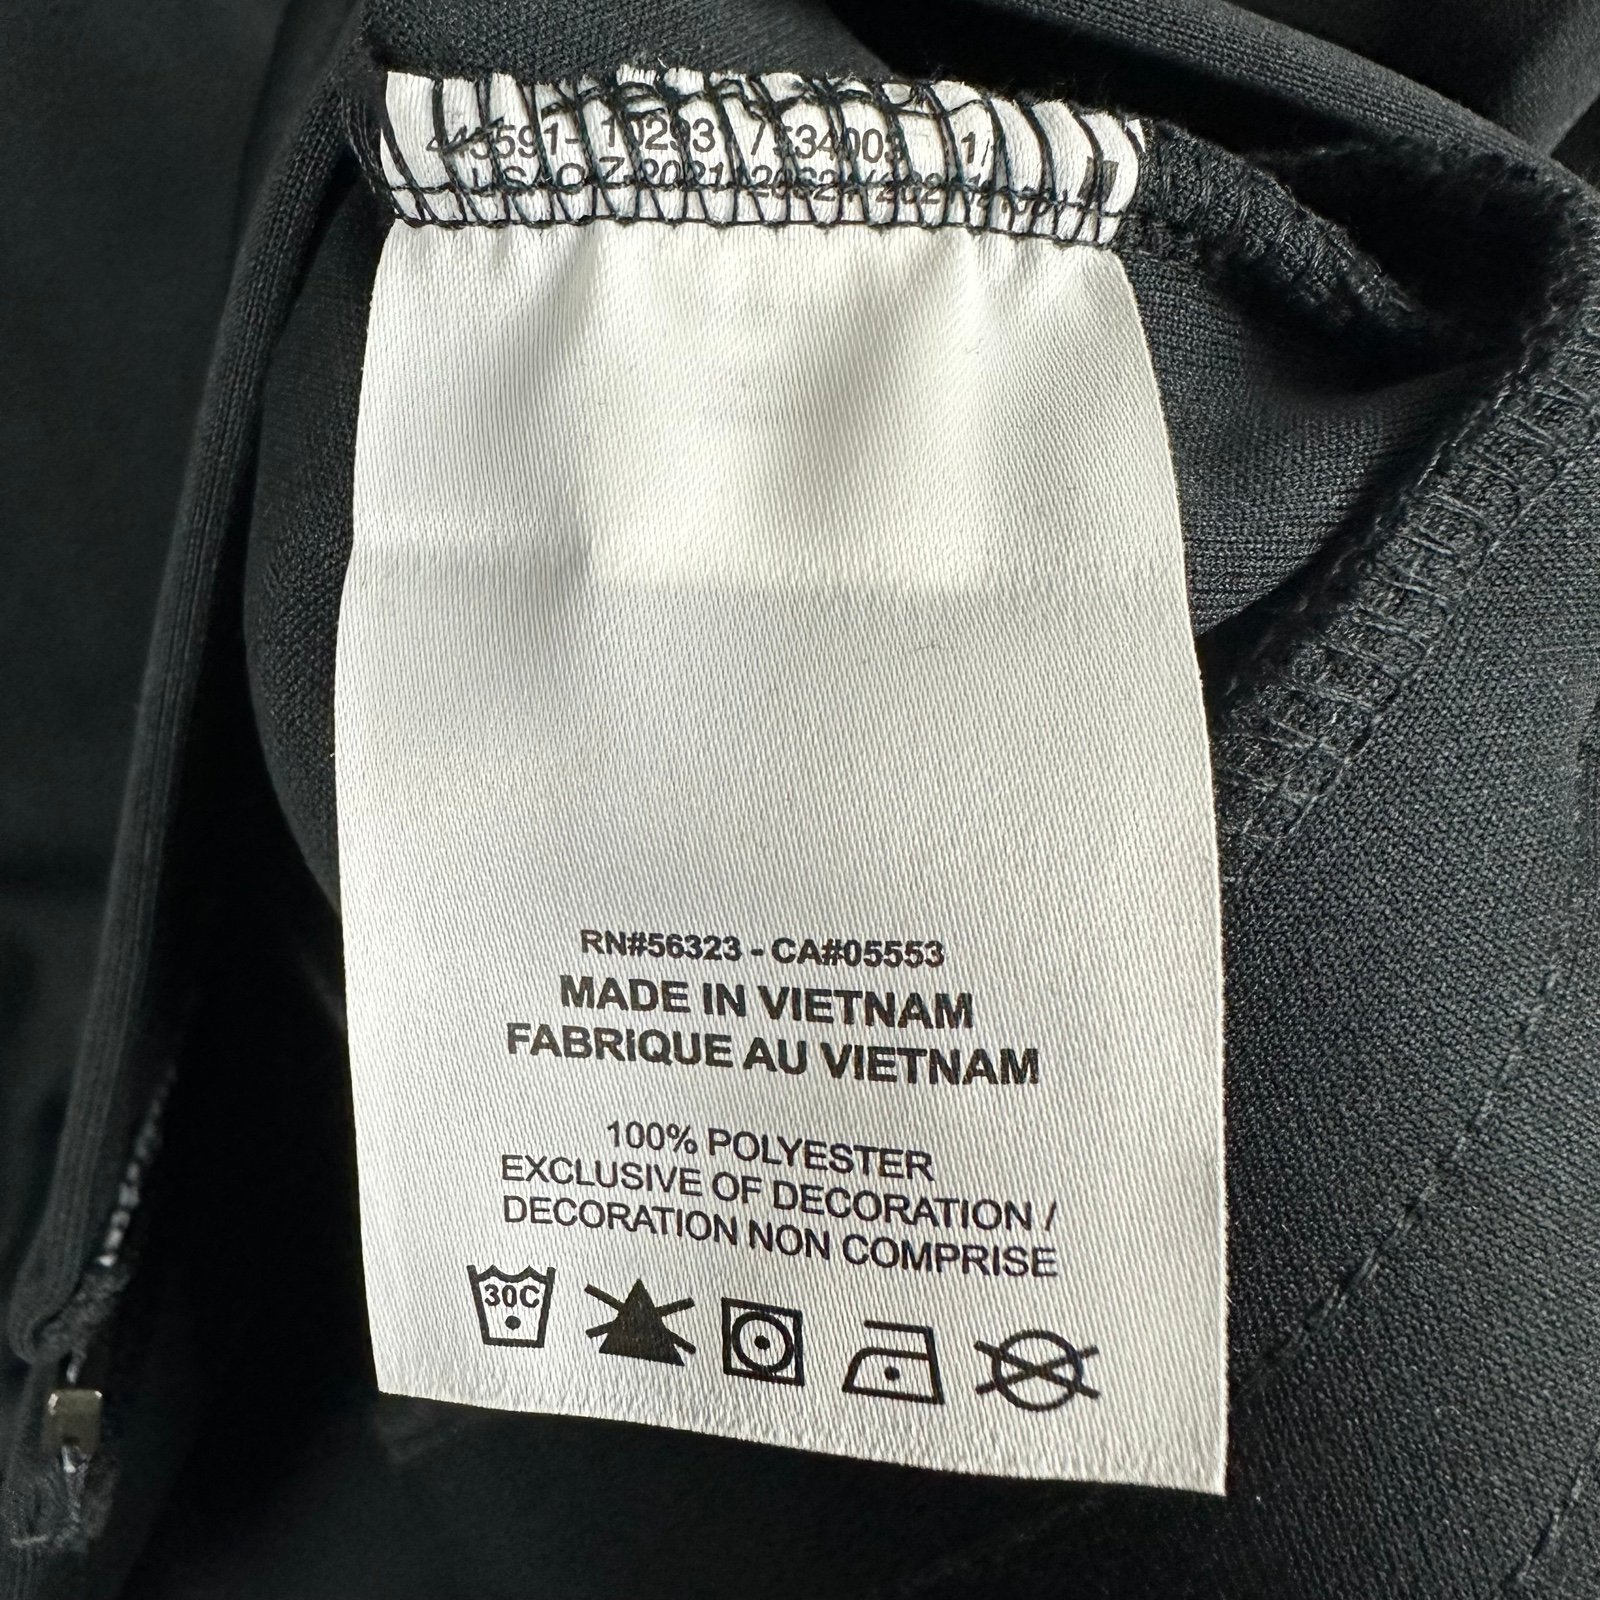 RN#56323 - CA#05553
MADE IN VIETNAM
FABRIQUE AU VIETNAM
100% POLYESTER
EXCLUSIVE OF DECORATION /
DECORATION NON COMPRISE
30C